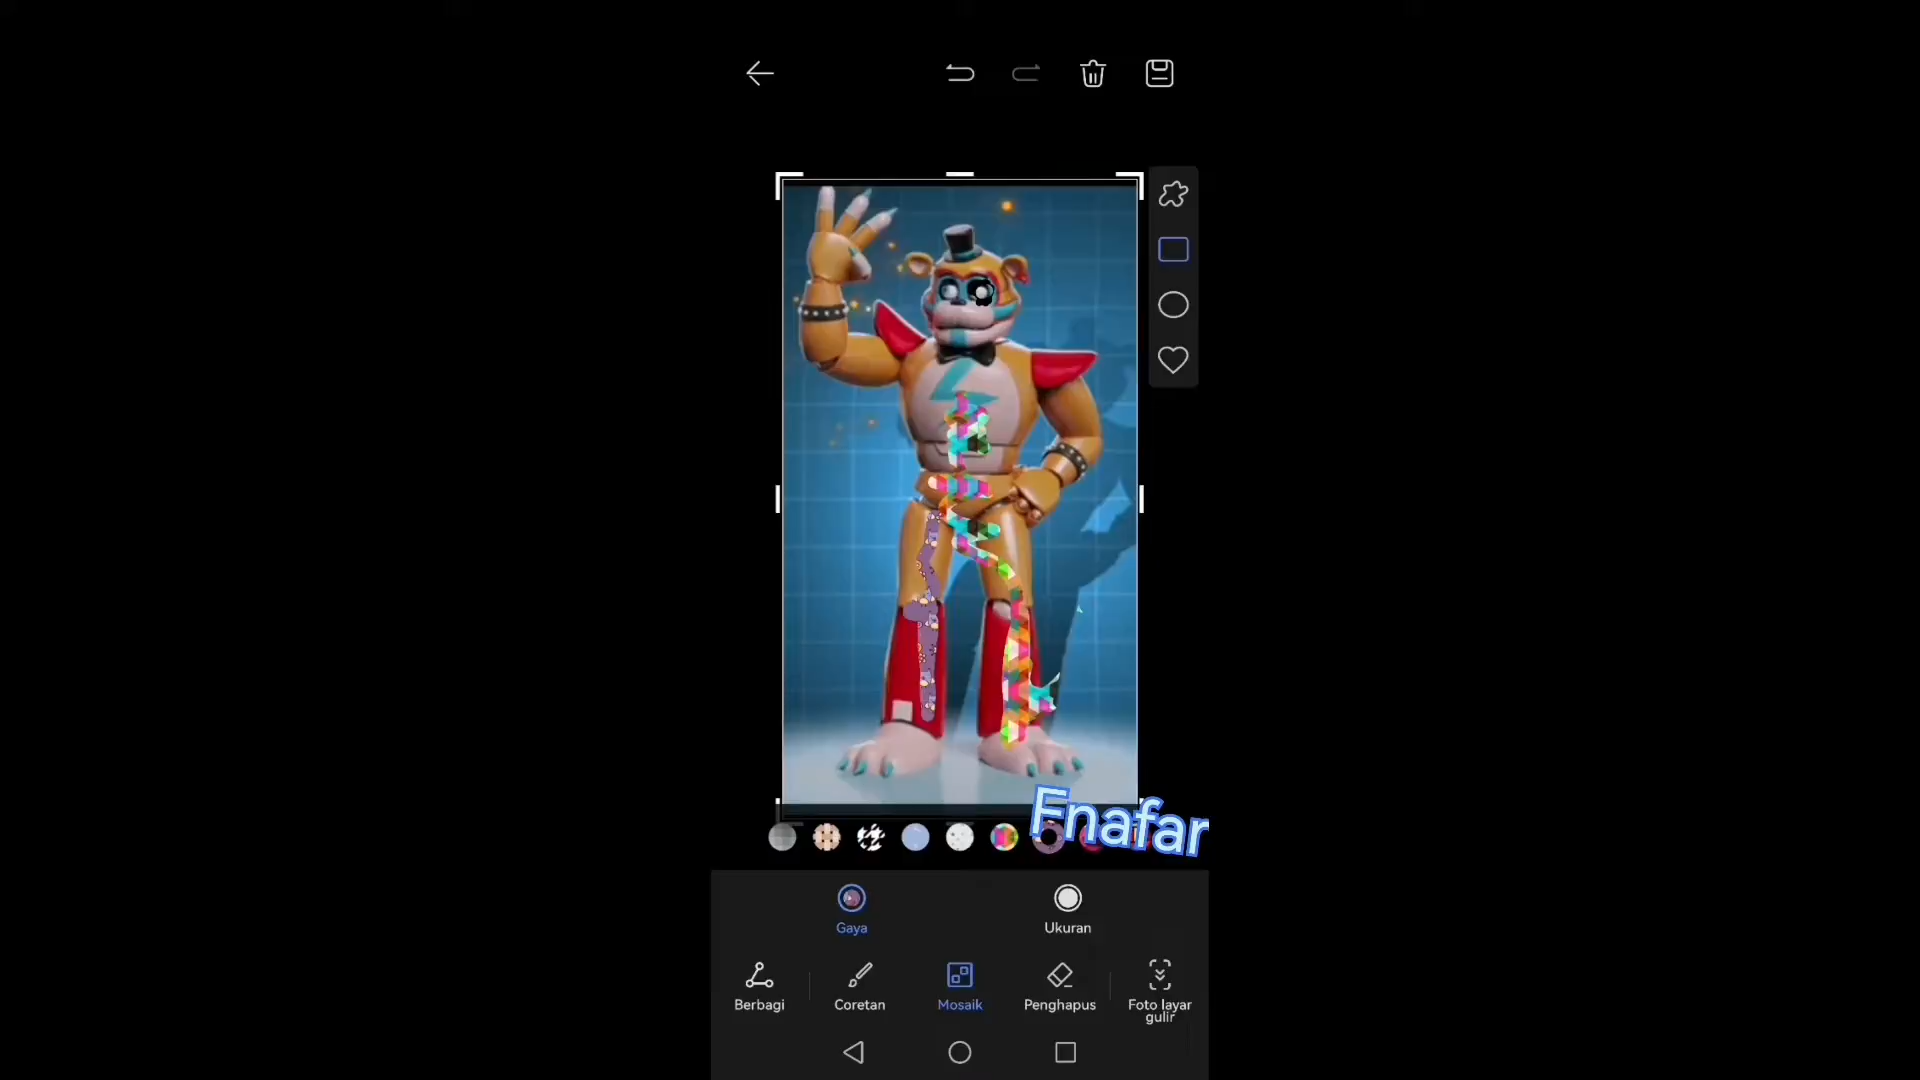 Fnafar
Gaya
Ukuran
Berbagi
Coretan
Mosaik
Penghapus
Foto layar
gulir